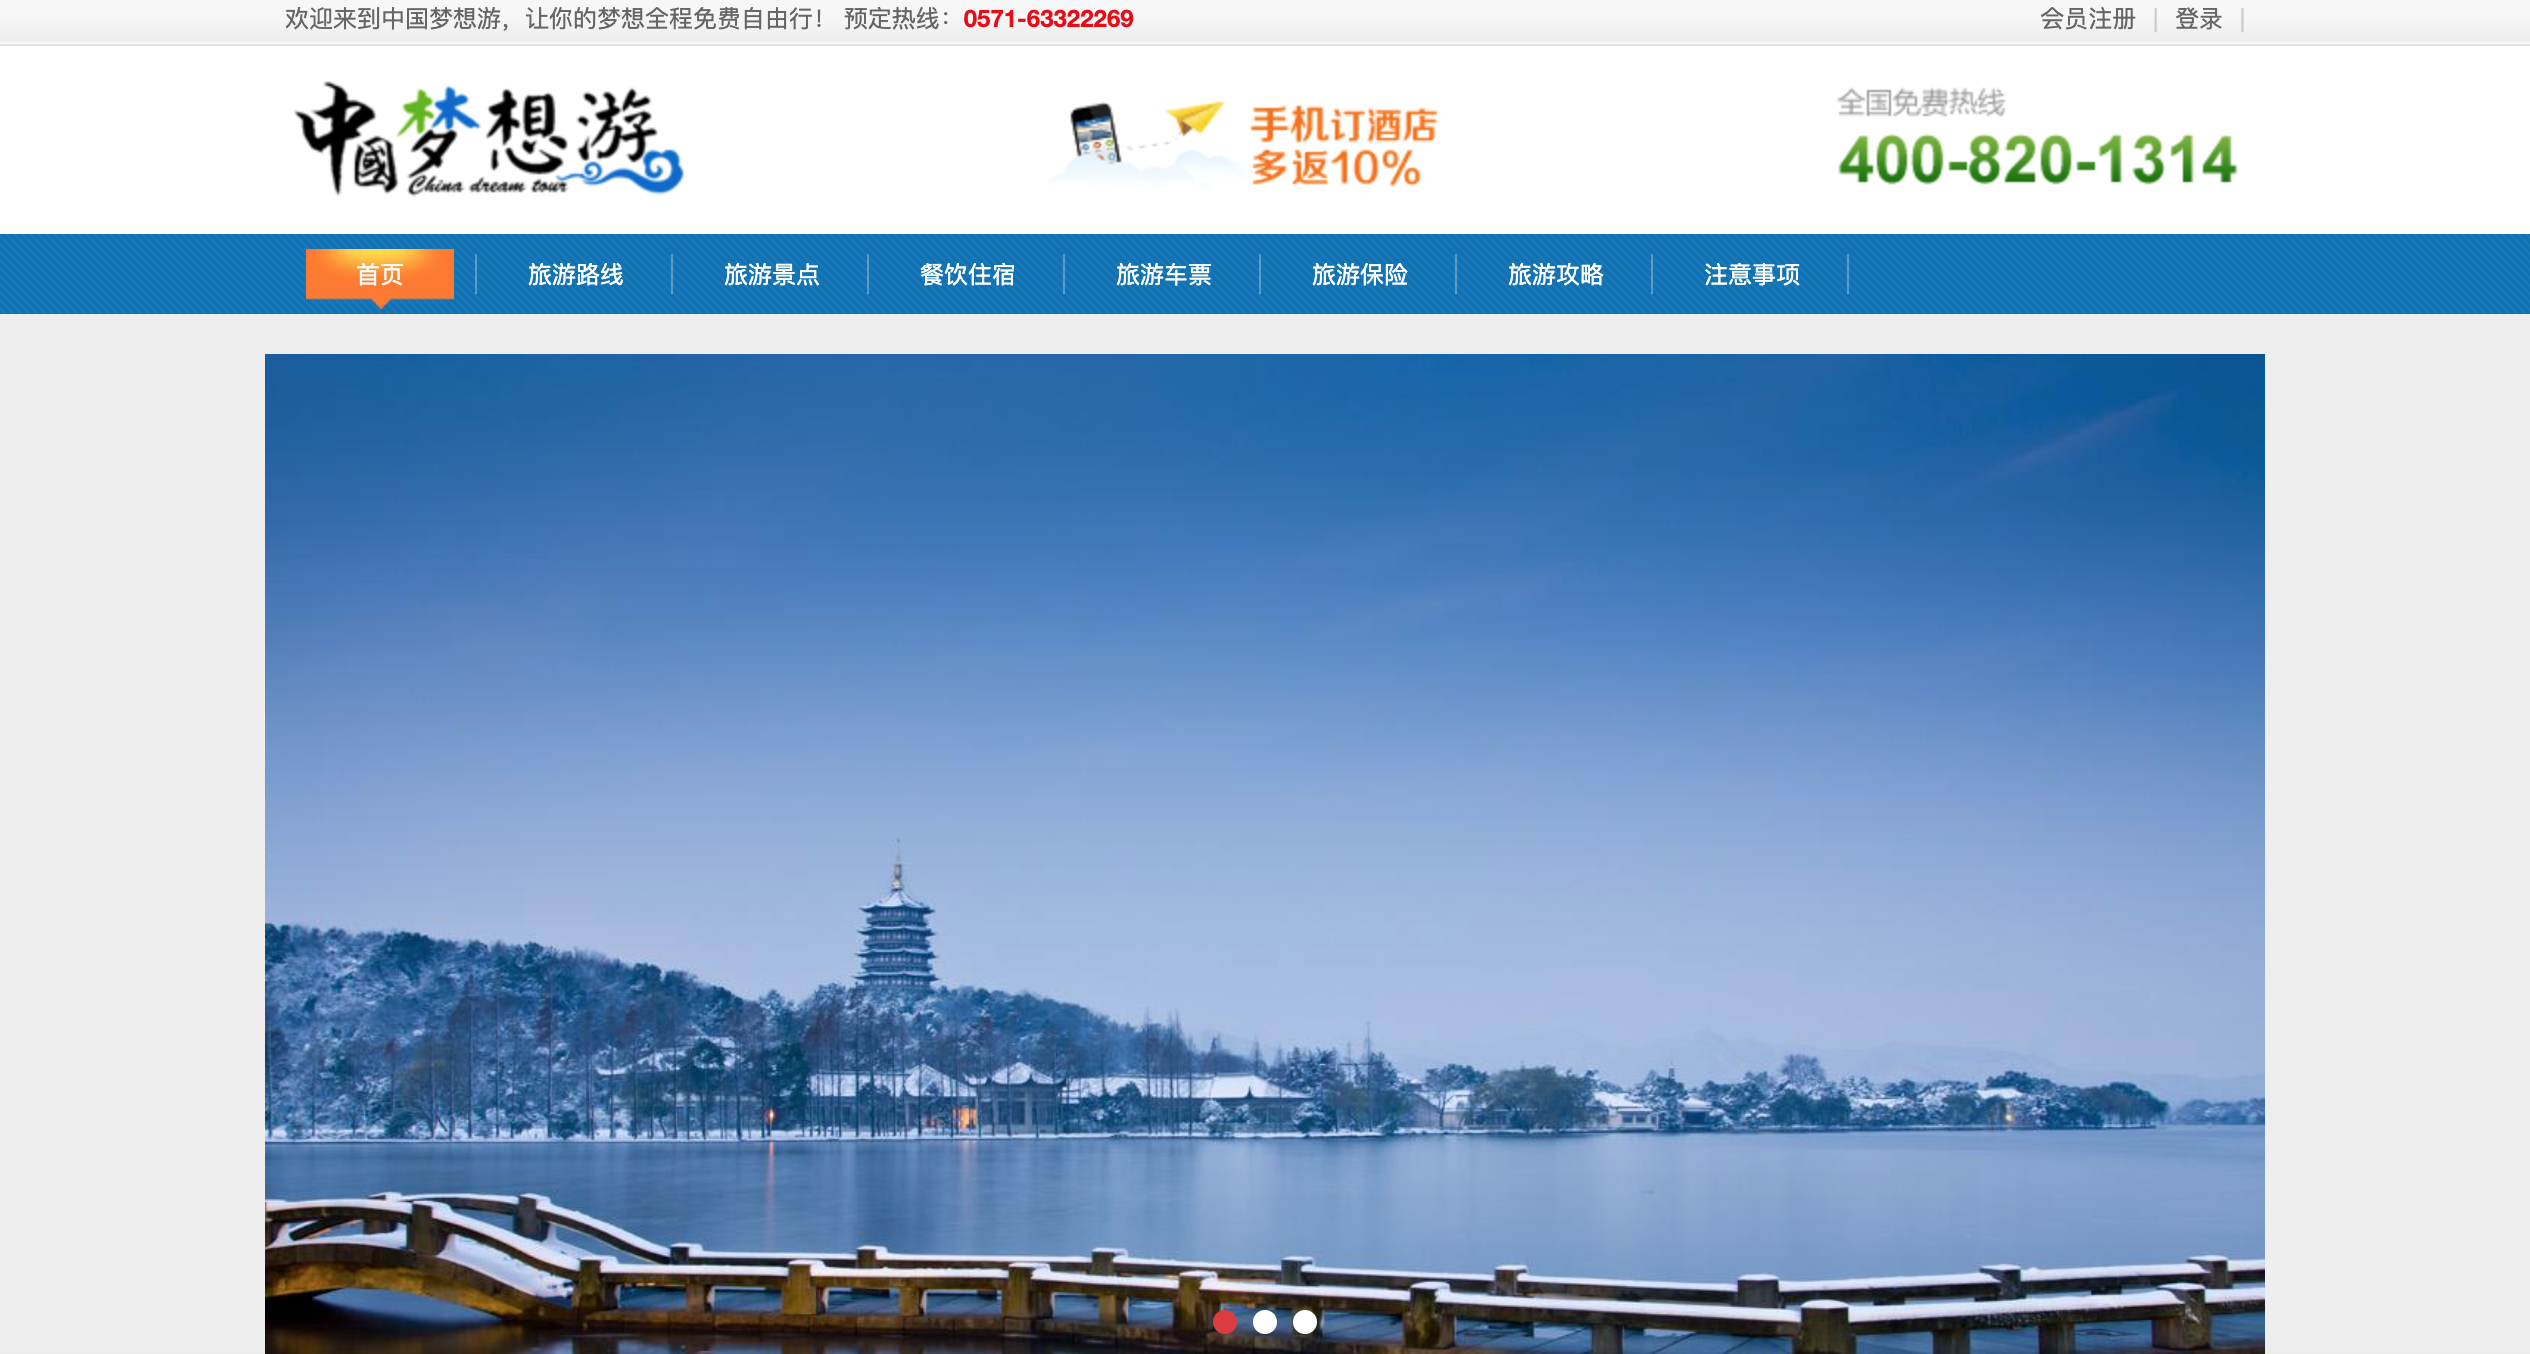 欢迎来到中国梦想游，让你的梦想全程免费自由行！ 预定热线：0571-63322269
会员注册 | 登录 |
中國梦想游
China dream tour
手机订酒店
多返10%
全国免费热线
400-820-1314
首页 旅游路线 旅游景点 餐饮住宿 旅游车票 旅游保险 旅游攻略 注意事项